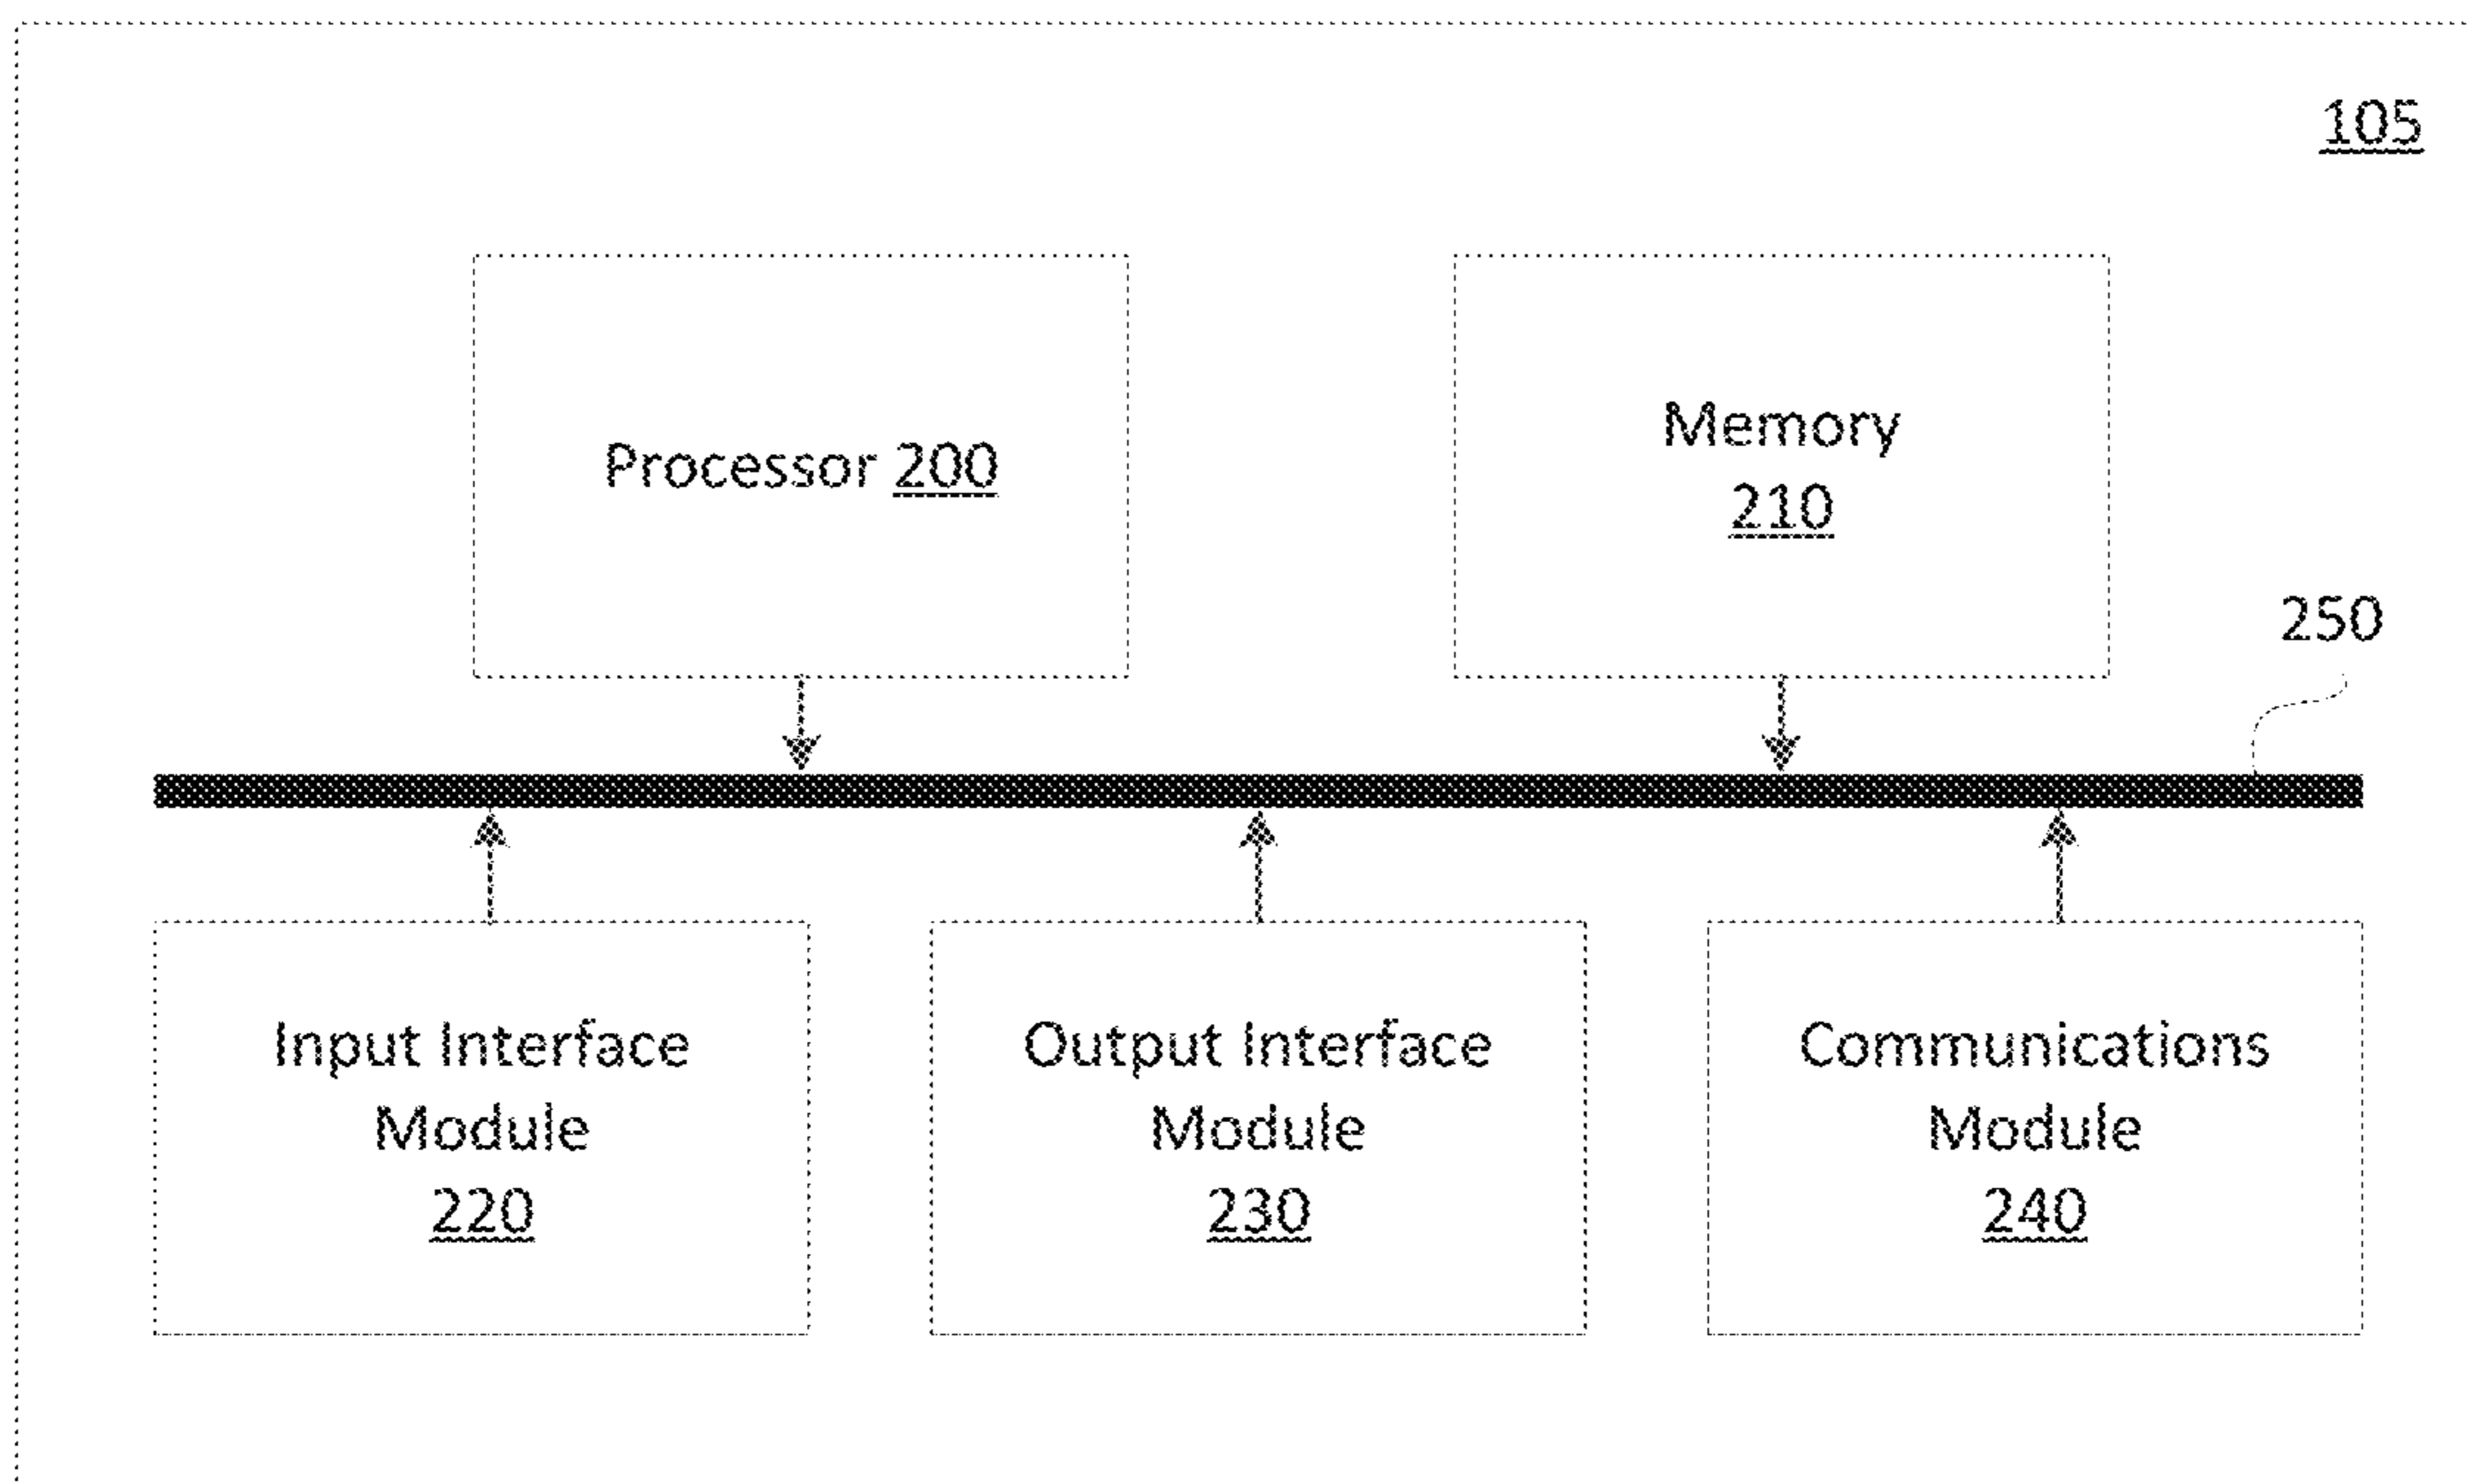 105
Processor 200
Memory
210
250
Input Interface
Module
220
Output Interface
Module
230
Communications
Module
240